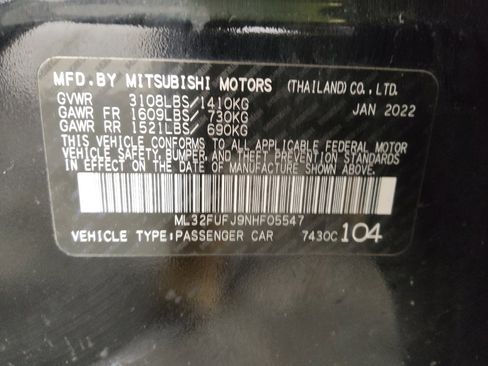 MFD.BY MITSUBISHI MOTORS (THAILAND)CO.,LTD.
GVWR 3108LBS/1410KG JAN 2022
GAWR FR 1609LBS/ 730KG
GAWR RR 1521LBS/ 690KG
THIS VEHICLE CONFORMS TO ALL APPLICABLE FEDERAL MOTOR
VEHICLE SAFETY,BUMPER,AND THEFT PREVENTION STANDARDS
IN EFFECT ON THE DATE OF MANUFACTURE SHOWN ABOVE.
ML32FUFJ9NHF05547
VEHICLE TYPE:PASSENGER CAR 7430C 104